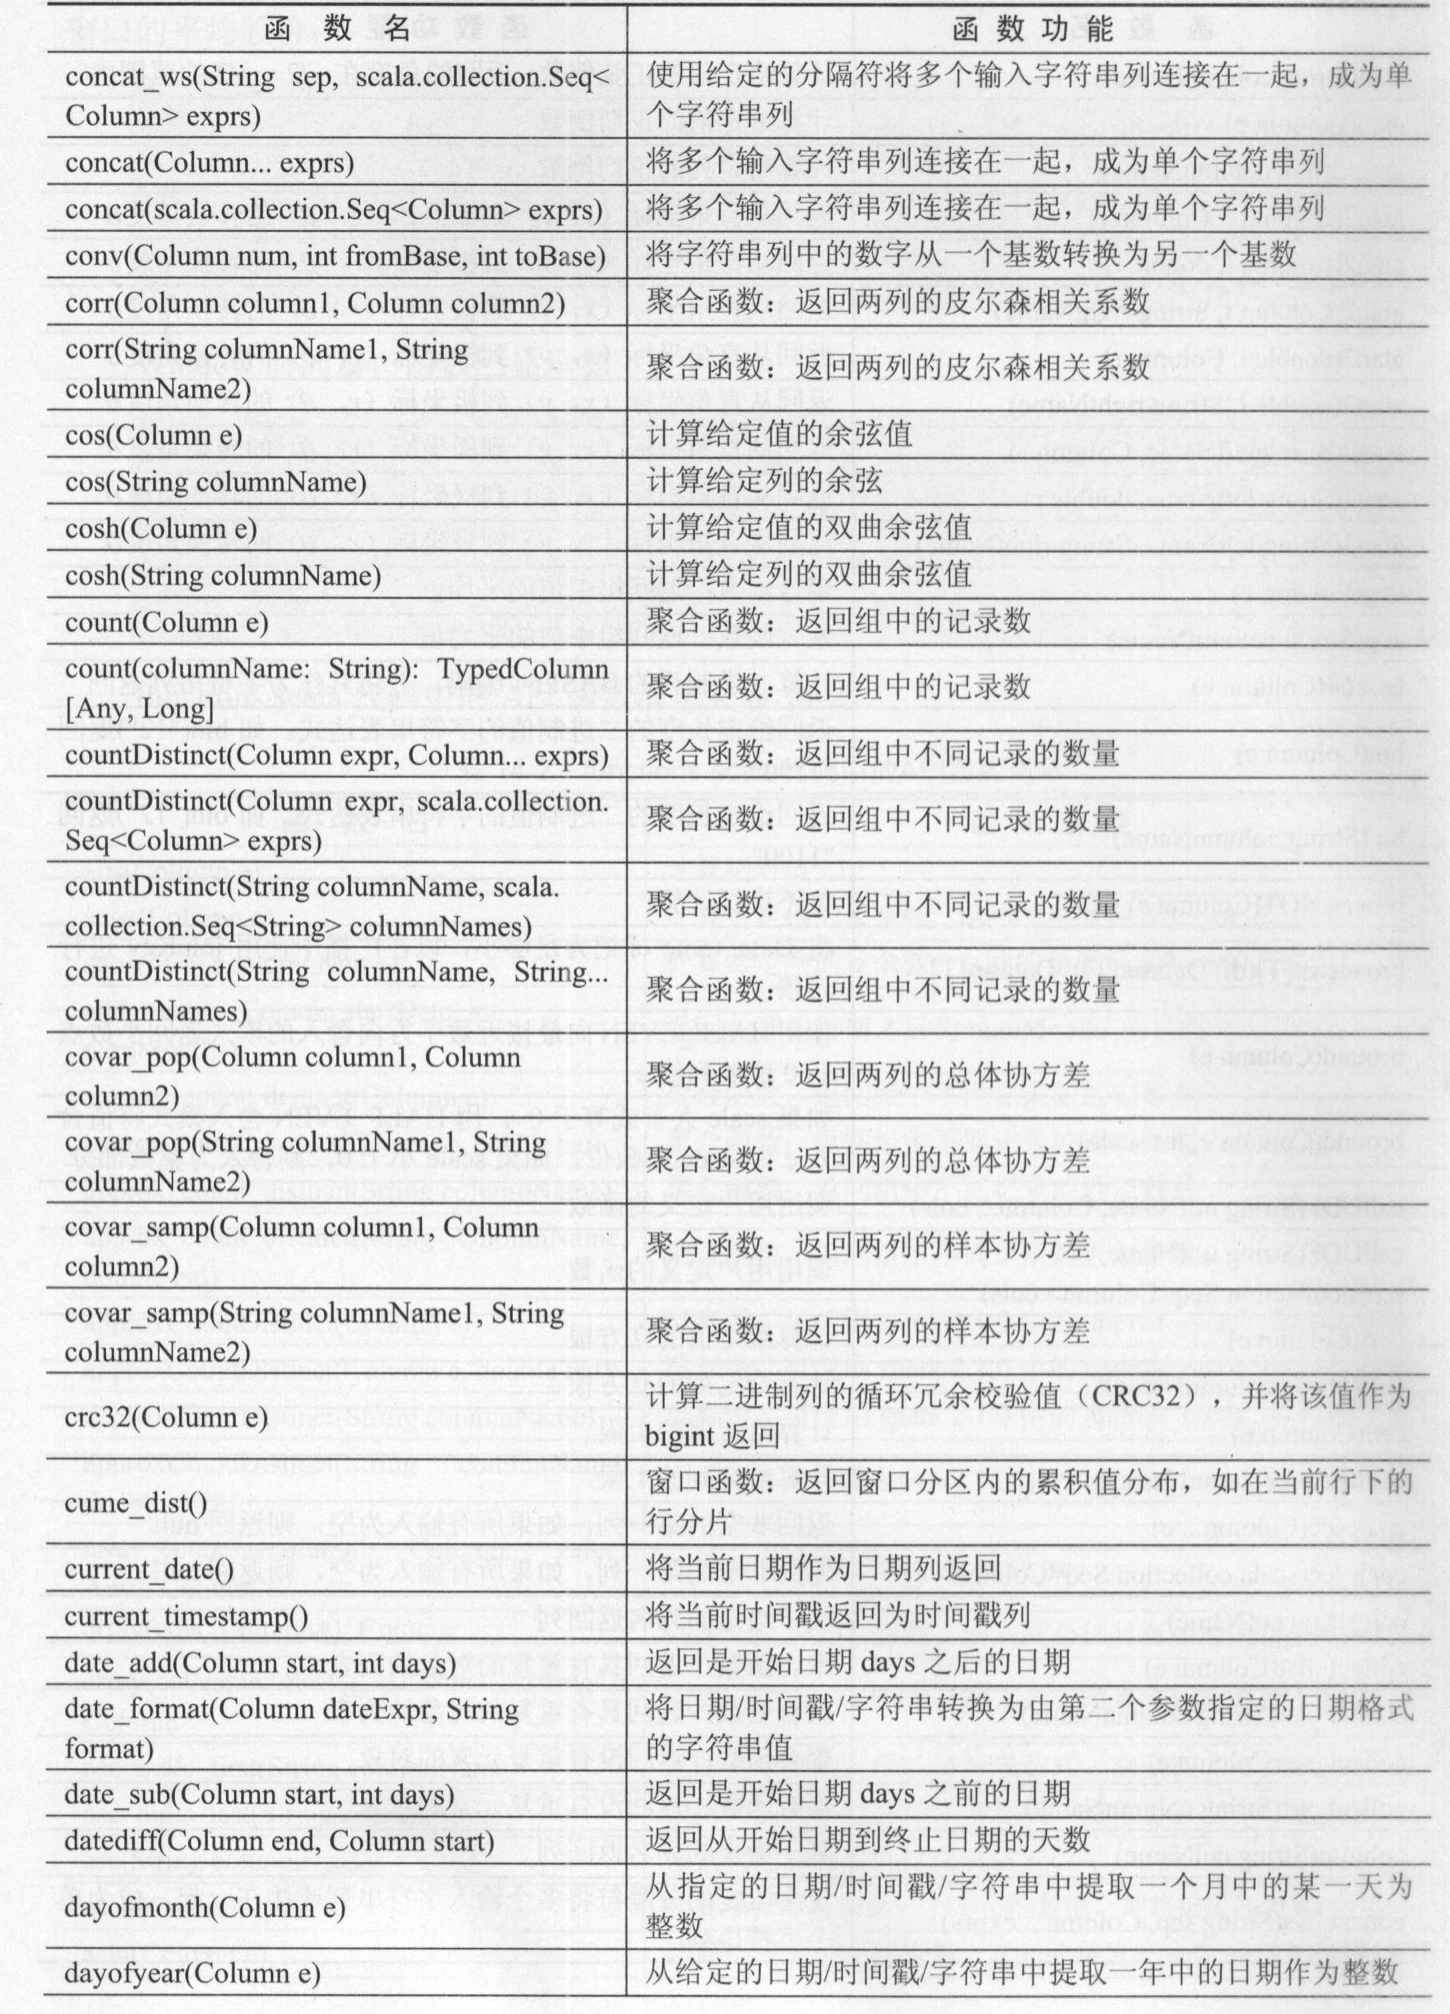 函 数 名 函 数 功 能
concat_ws(String sep, scala.collection.Seq< 使用给定的分隔符将多个输入字符串列连接在一起，成为单
Column> exprs) 个字符串列
concat(Column... exprs) 将多个输入字符串列连接在一起，成为单个字符串列
concat(scala.collection.Seq<Column> exprs) 将多个输入字符串列连接在一起，成为单个字符串列
conv(Column num, int fromBase, int toBase) 将字符串列中的数字从一个基数转换为另一个基数
corr(Column column1, Column column2) 聚合函数：返回两列的皮尔森相关系数
corr(String columnName1, String
columnName2)
聚合函数：返回两列的皮尔森相关系数
cos(Column e) 计算给定值的余弦值
cos(String columnName) 计算给定列的余弦
cosh(Column e) 计算给定值的双曲余弦值
cosh(String columnName) 计算给定列的双曲余弦值
count(Column e) 聚合函数：返回组中的记录数
count(columnName: String): TypedColumn
[Any, Long]
聚合函数：返回组中的记录数
countDistinct(Column expr, Column... exprs) 聚合函数：返回组中不同记录的数量
countDistinct(Column expr, scala.collection.
Seq<Column> exprs)
聚合函数：返回组中不同记录的数量
countDistinct(String columnName, scala.
collection.Seq<String> columnNames)
聚合函数：返回组中不同记录的数量
countDistinct(String columnName, String...
columnNames)
聚合函数：返回组中不同记录的数量
covar_pop(Column column1, Column
column2)
聚合函数：返回两列的总体协方差
covar_pop(String columnName1, String
columnName2)
聚合函数：返回两列的总体协方差
covar_samp(Column column1, Column
column2)
聚合函数：返回两列的样本协方差
covar_samp(String columnName1, String
columnName2)
聚合函数：返回两列的样本协方差
crc32(Column e)
计算二进制列的循环冗余校验值（CRC32），并将该值作为
bigint 返回
cume_dist()
窗口函数：返回窗口分区内的累积值分布，如在当前行下的
行分片
current_date() 将当前日期作为日期列返回
current_timestamp() 将当前时间戳返回为时间戳列
date_add(Column start, int days) 返回是开始日期 days 之后的日期
date_format(Column dateExpr, String 将日期/时间戳/字符串转换为由第二个参数指定的日期格式
format) 的字符串值
date_sub(Column start, int days) 返回是开始日期 days 之前的日期
datediff(Column end, Column start) 返回从开始日期到终止日期的天数
dayofmonth(Column e)
从指定的日期/时间戳/字符串中提取一个月中的某一天为
整数
dayofyear(Column e) 从给定的日期/时间戳/字符串中提取一年中的日期作为整数